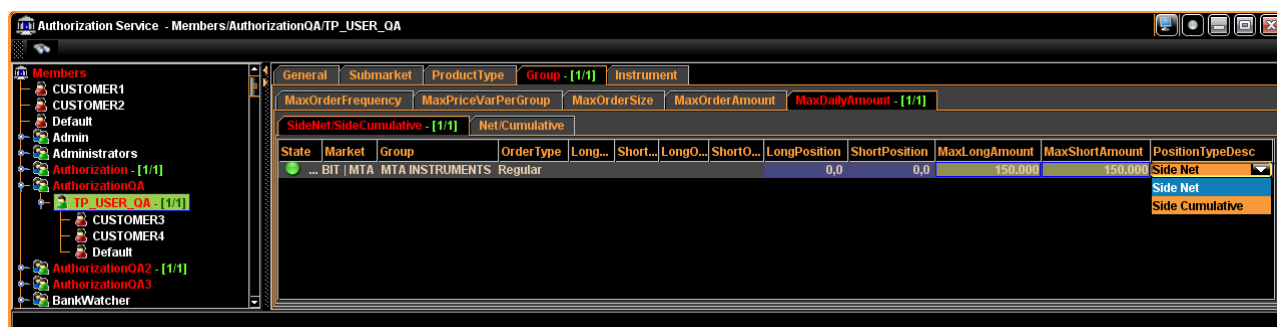 Authorization Service - Members/AuthorizationQA/TP_USER_QA
Members
CUSTOMER1
CUSTOMER2
Default
Admin
Administrators
Authorization - [1/1]
AuthorizationQA
TP_USER_QA - [1/1]
CUSTOMER3
CUSTOMER4
Default
AuthorizationQA2 - [1/1]
AuthorizationQA3
BankWatcher
General Submarket ProductType Group - [1/1] Instrument
MaxOrderFrequency MaxPriceVarPerGroup MaxOrderSize MaxOrderAmount MaxDailyAmount - [1/1]
SideNet/SideCumulative - [1/1] Net/Cumulative
State Market Group OrderType Long... Short... LongO... ShortO... LongPosition ShortPosition MaxLongAmount MaxShortAmount PositionTypeDesc
... BIT | MTA MTA INSTRUMENTS Regular 0,0 0,0 150.000 150.000 Side Net
Side Net
Side Cumulative